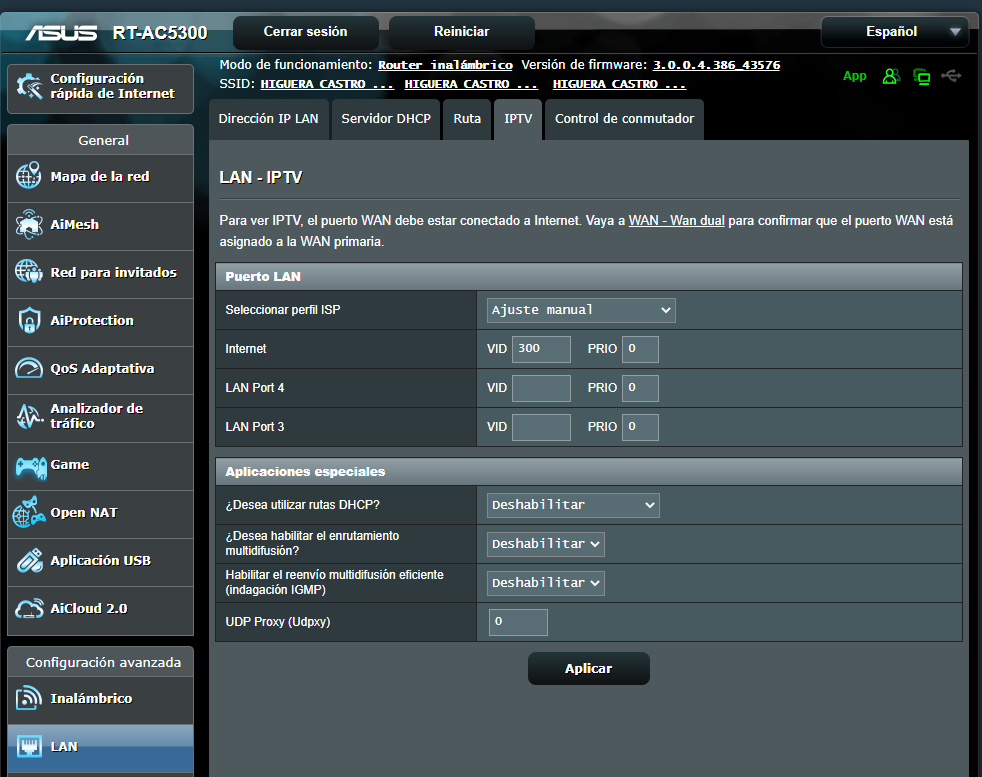 ASUS RT-AC5300 Cerrar sesión Reiniciar Español
Modo de funcionamiento: Router inalámbrico Versión de firmware: 3.0.0.4.386_43576
SSID: HIGUERA CASTRO ... HIGUERA CASTRO ... HIGUERA CASTRO ...
App
Configuración
rápida de Internet
General
Mapa de la red
AiMesh
Red para invitados
AiProtection
QoS Adaptativa
Analizador de
tráfico
Game
Open NAT
Aplicación USB
AiCloud 2.0
Configuración avanzada
Inalámbrico
LAN
Dirección IP LAN Servidor DHCP Ruta IPTV Control de conmutador
LAN - IPTV
Para ver IPTV, el puerto WAN debe estar conectado a Internet. Vaya a WAN - Wan dual para confirmar que el puerto WAN está
asignado a la WAN primaria.
Puerto LAN
Seleccionar perfil ISP Ajuste manual
Internet VID 300 PRIO 0
LAN Port 4 VID PRIO 0
LAN Port 3 VID PRIO 0
Aplicaciones especiales
¿Desea utilizar rutas DHCP? Deshabilitar
¿Desea habilitar el enrutamiento
multidifusión? Deshabilitar
Habilitar el reenvío multidifusión eficiente
(indagación IGMP) Deshabilitar
UDP Proxy (Udpxy) 0
Aplicar